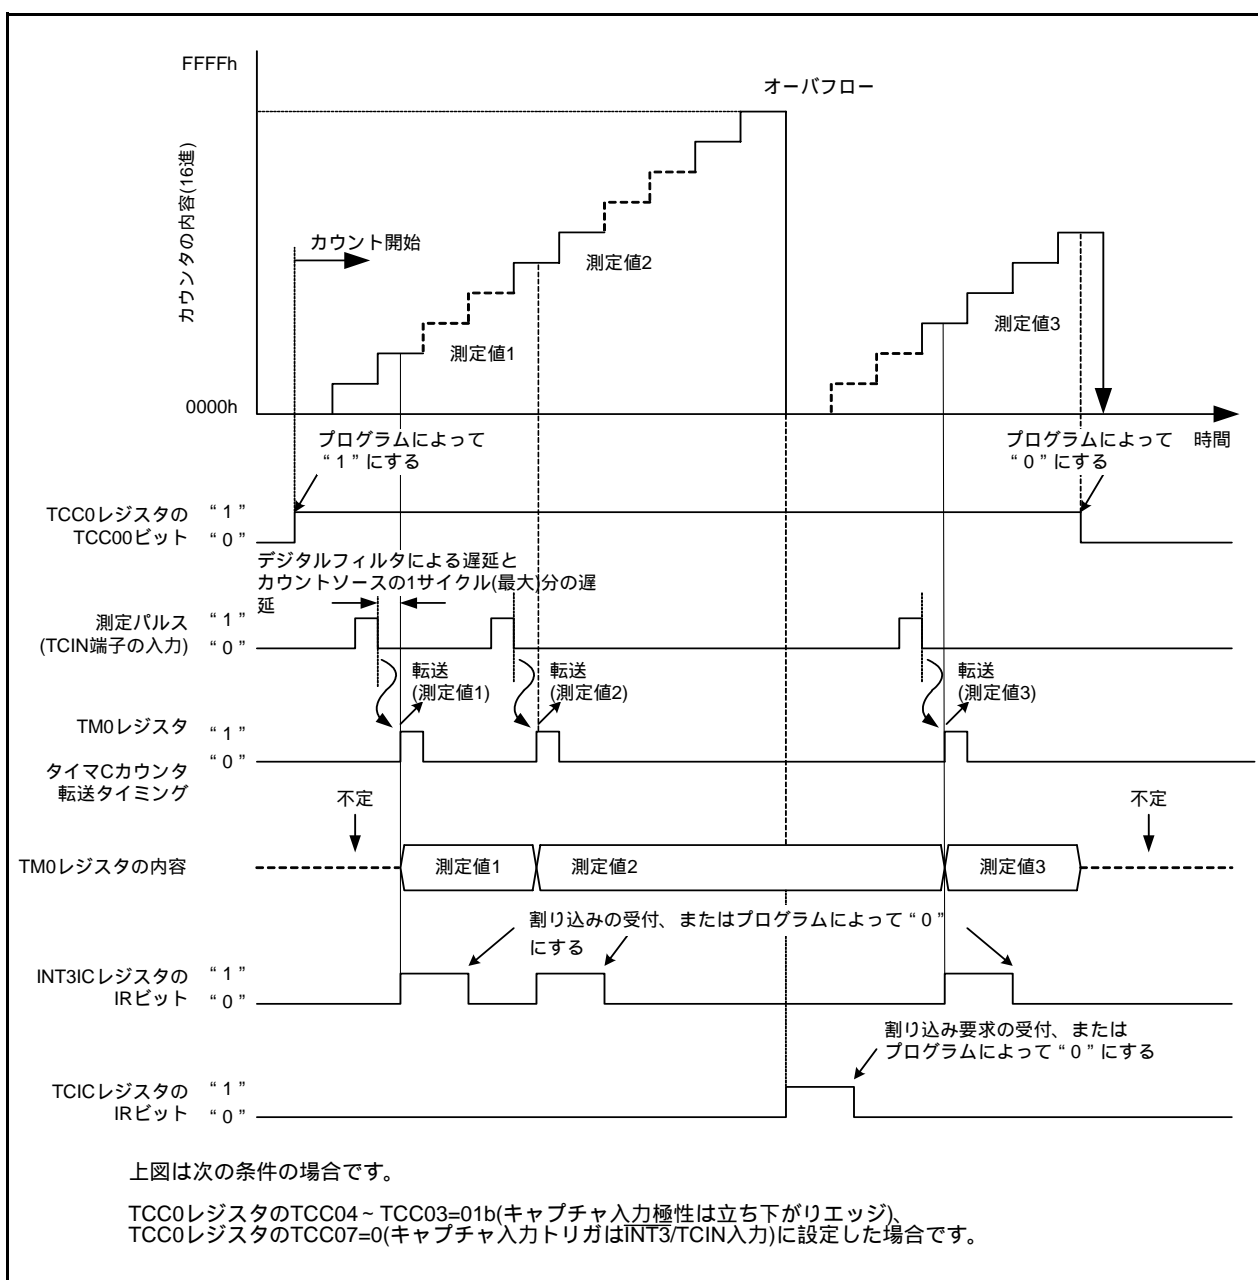 FFFFh
オーバフロー
カウンタの内容(16進)
カウント開始
測定値2
測定値1
測定値3
0000h
プログラムによって
“1”にする
プログラムによって
“0”にする
時間
TCC0レジスタの
TCC00ビット
“1”
“0”
デジタルフィルタによる遅延と
カウントソースの1サイクル(最大)分の遅
延
測定パルス
(TCIN端子の入力)
“1”
“0”
転送
(測定値1)
転送
(測定値2)
転送
(測定値3)
TM0レジスタ
“1”
“0”
タイマCカウンタ
転送タイミング
不定
不定
TM0レジスタの内容
測定値1
測定値2
測定値3
割り込みの受付、またはプログラムによって“0”
にする
INT3ICレジスタの
IRビット
“1”
“0”
割り込み要求の受付、または
プログラムによって“0”にする
TCICレジスタの
IRビット
“1”
“0”
上図は次の条件の場合です。
TCC0レジスタのTCC04~TCC03=01b(キャプチャ入力極性は立ち下がりエッジ)、
TCC0レジスタのTCC07=0(キャプチャ入力トリガはINT3/TCIN入力)に設定した場合です。